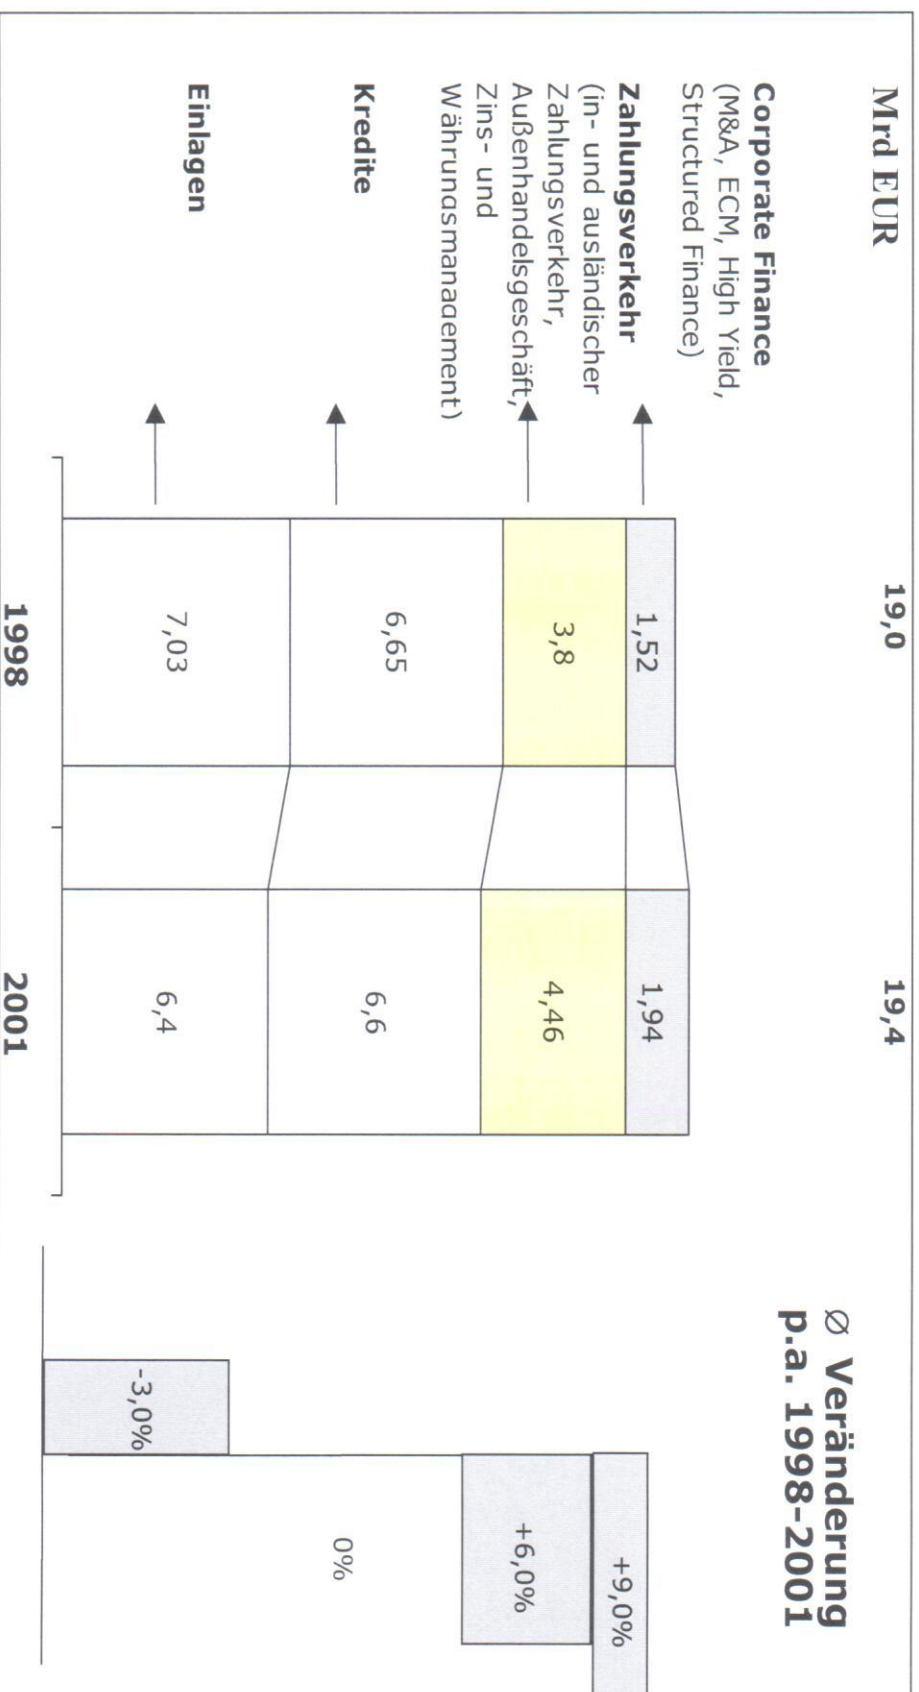 Mrd EUR
19,0
19,4
Ø Veränderung
p.a. 1998-2001
Corporate Finance
(M&A, ECM, High Yield,
Structured Finance)
Zahlungsverkehr
(in- und ausländischer
Zahlungsverkehr,
Außenhandelsgeschäft,
Zins- und
Währungsmanagement)
Kredite
Einlagen
1,52
3,8
6,65
7,03
1998
1,94
4,46
6,6
6,4
2001
+9,0%
+6,0%
0%
-3,0%